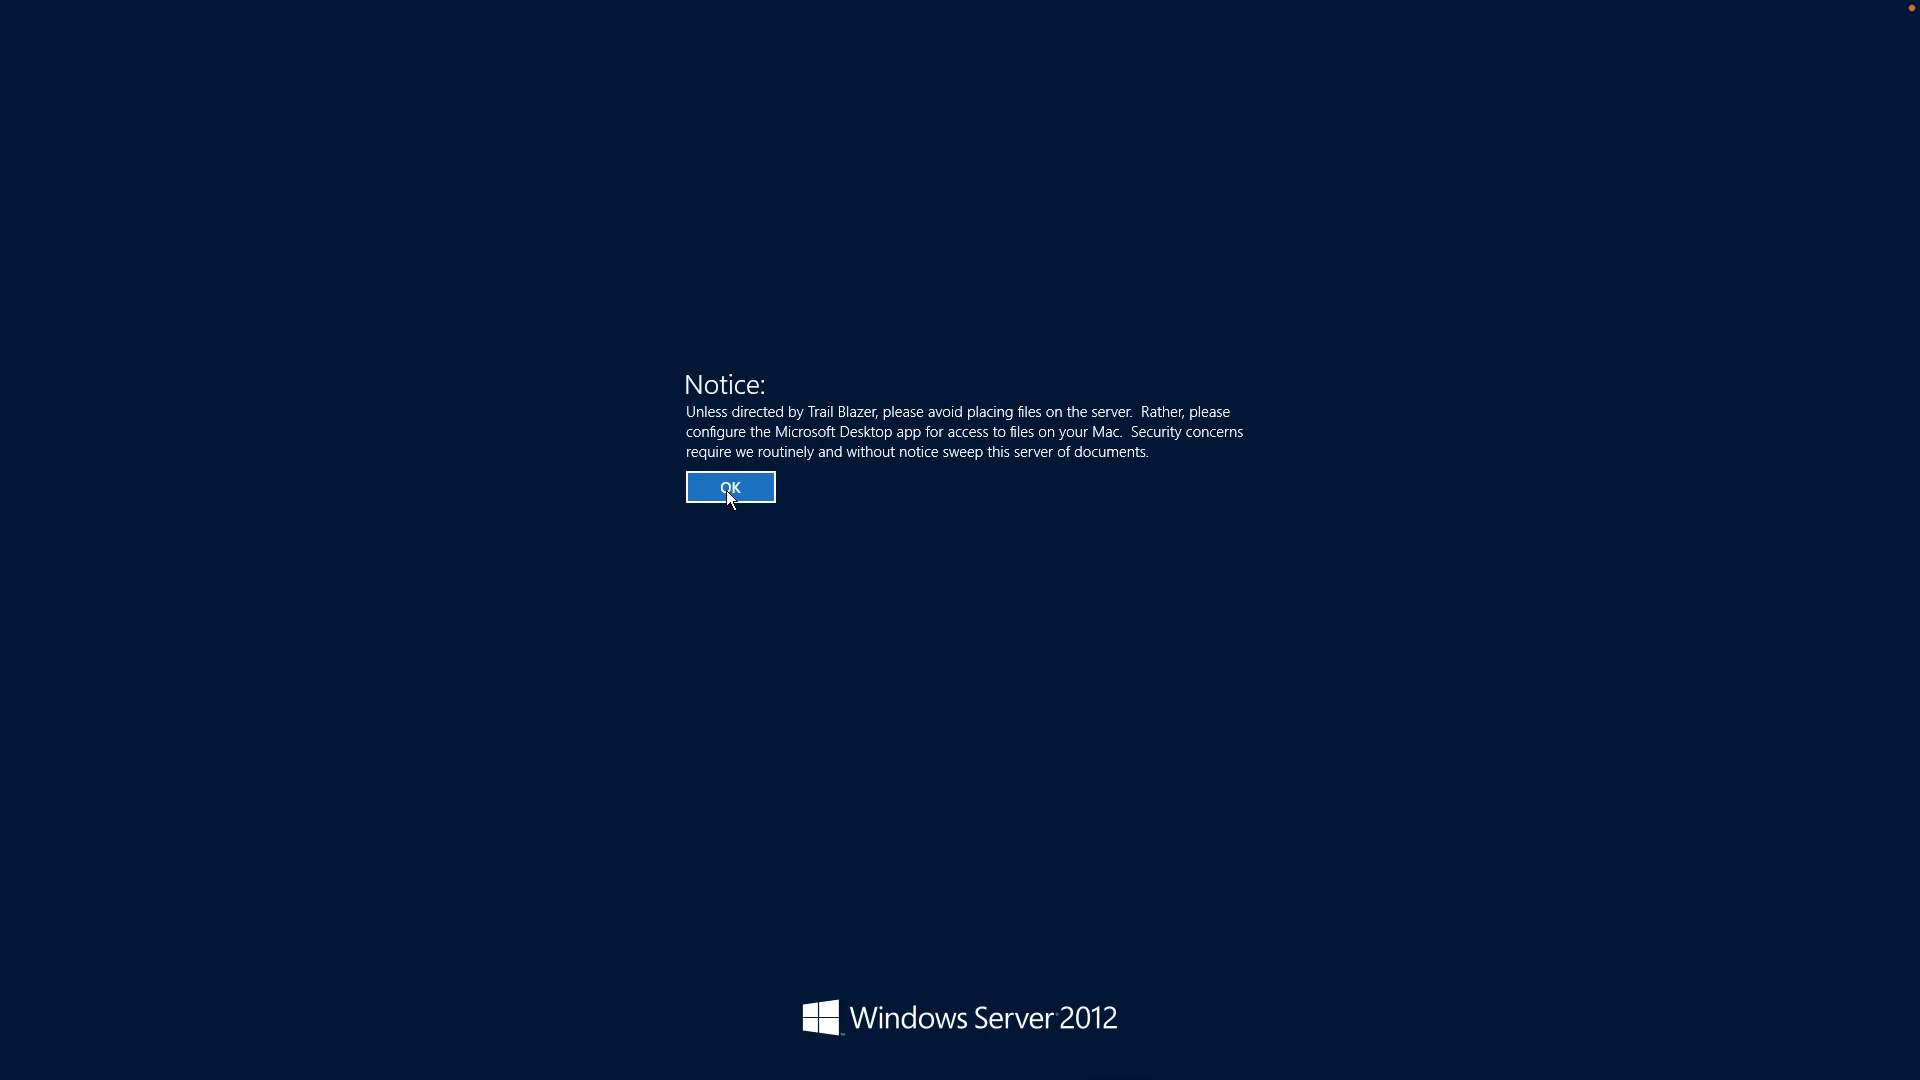 Notice:
Unless directed by Trail Blazer, please avoid placing files on the server.  Rather, please
configure the Microsoft Desktop app for access to files on your Mac.  Security concerns
require we routinely and without notice sweep this server of documents.
OK
Windows Server 2012